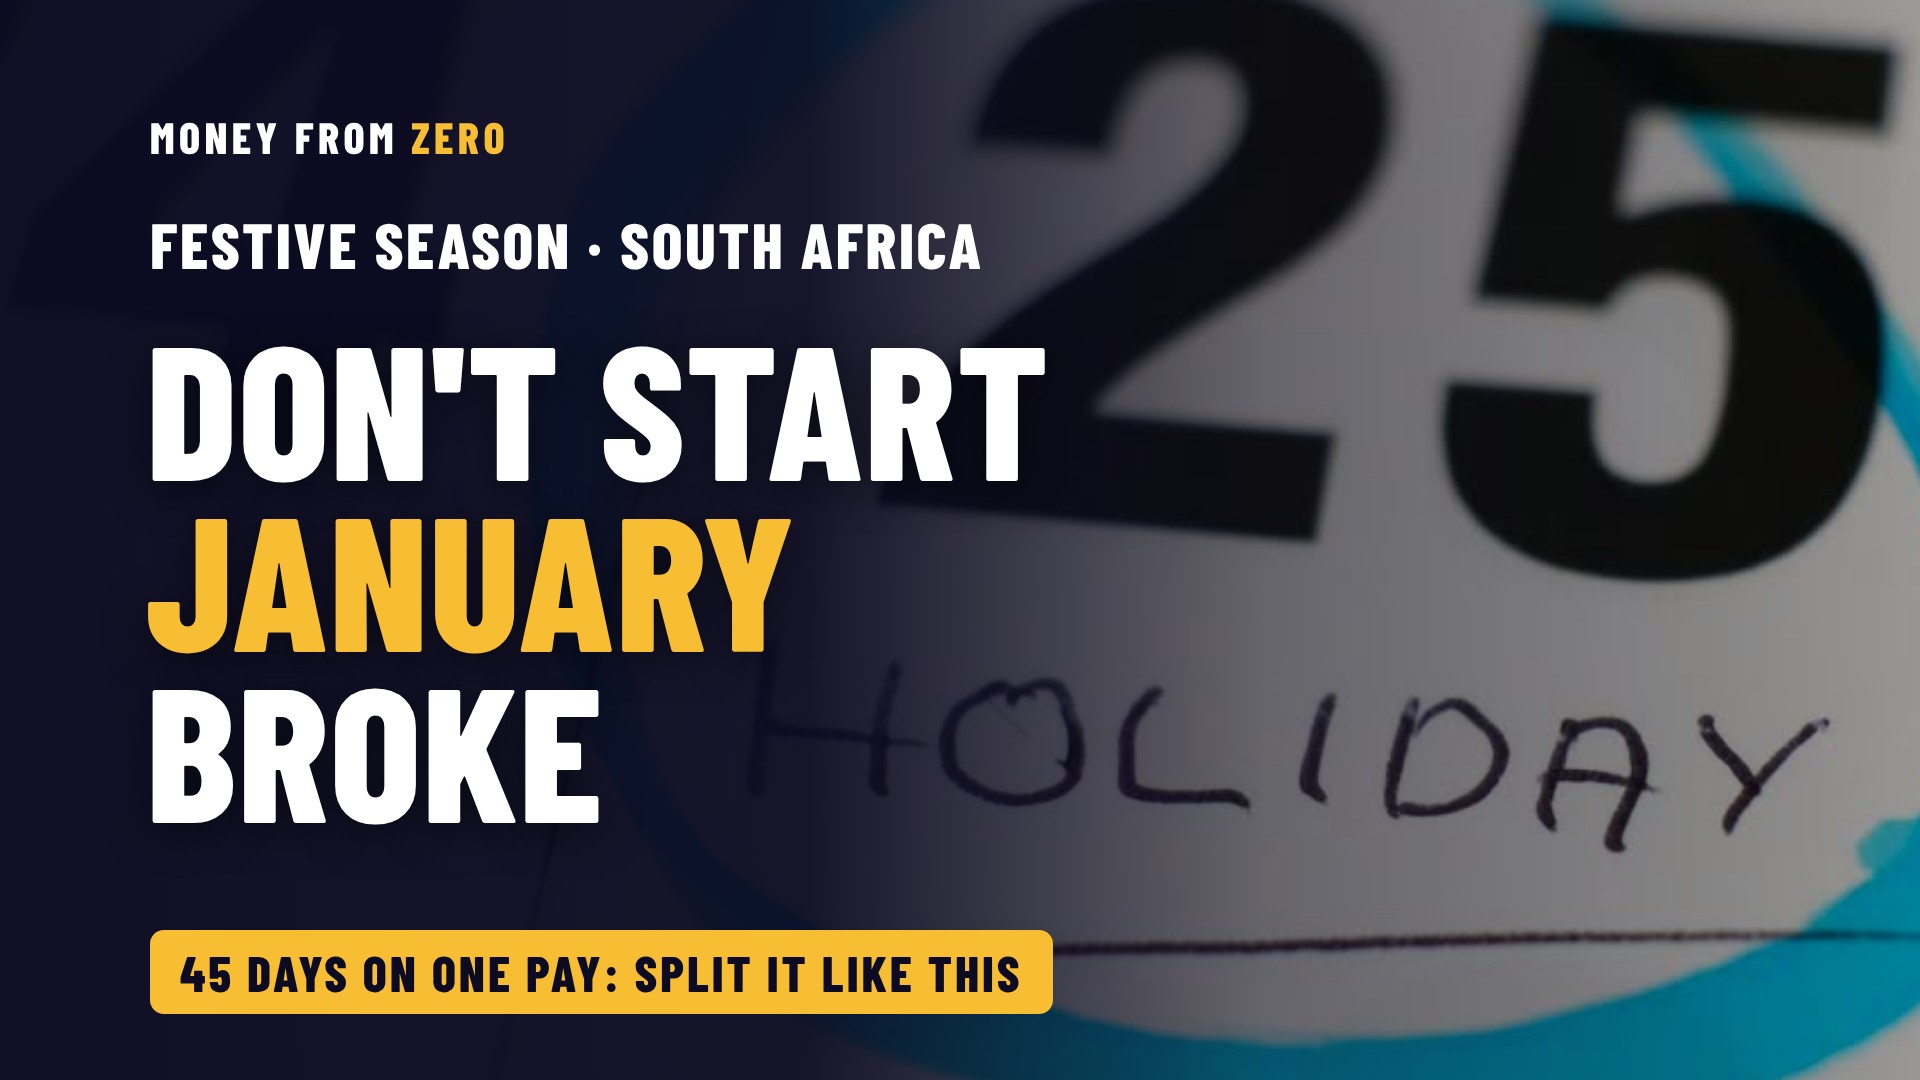 MONEY FROM ZERO
FESTIVE SEASON · SOUTH AFRICA
DON'T START
JANUARY
BROKE
45 DAYS ON ONE PAY: SPLIT IT LIKE THIS
25
HOLIDAY